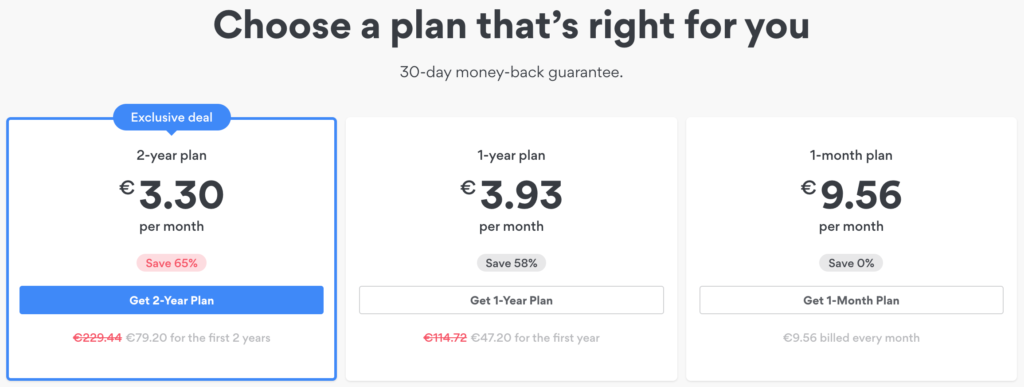 Choose a plan that's right for you
30-day money-back guarantee.
Exclusive deal
2-year plan
€3.30
per month
Save 65%
Get 2-Year Plan
€229.44 €79.20 for the first 2 years
1-year plan
€3.93
per month
Save 58%
Get 1-Year Plan
€114.72 €47.20 for the first year
1-month plan
€9.56
per month
Save 0%
Get 1-Month Plan
€9.56 billed every month